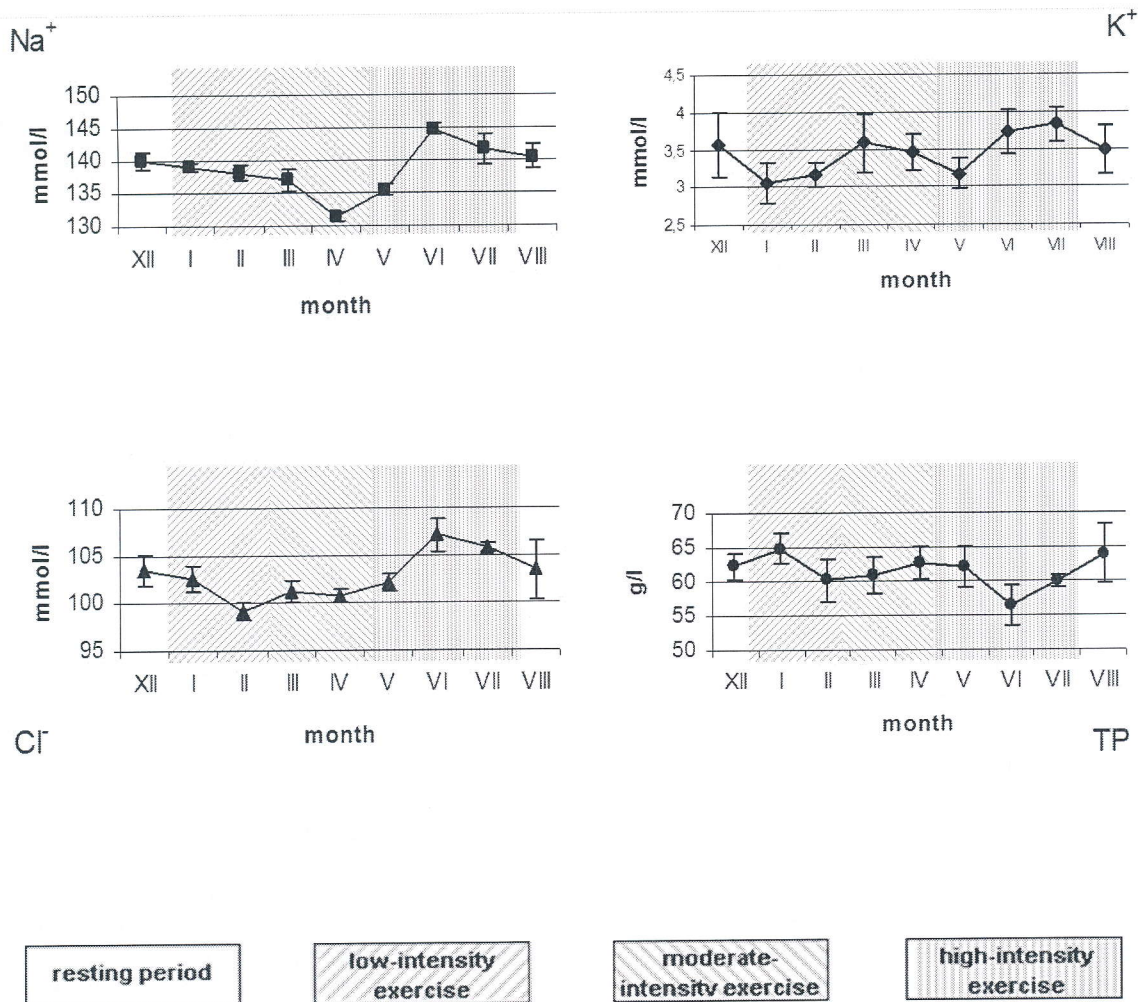 Na+
K+
mmol/l
150
145
140
135
130
XII I II III IV V VI VII VIII
month
mmol/l
4,5
4
3,5
3
2,5
XII I II III IV V VI VII VIII
month
mmol/l
110
105
100
95
XII I II III IV V VI VII VIII
month
Cl-
g/l
70
65
60
55
50
XII I II III IV V VI VII VIII
month
TP
resting period
low-intensity
exercise
moderate-
intensity exercise
high-intensity
exercise